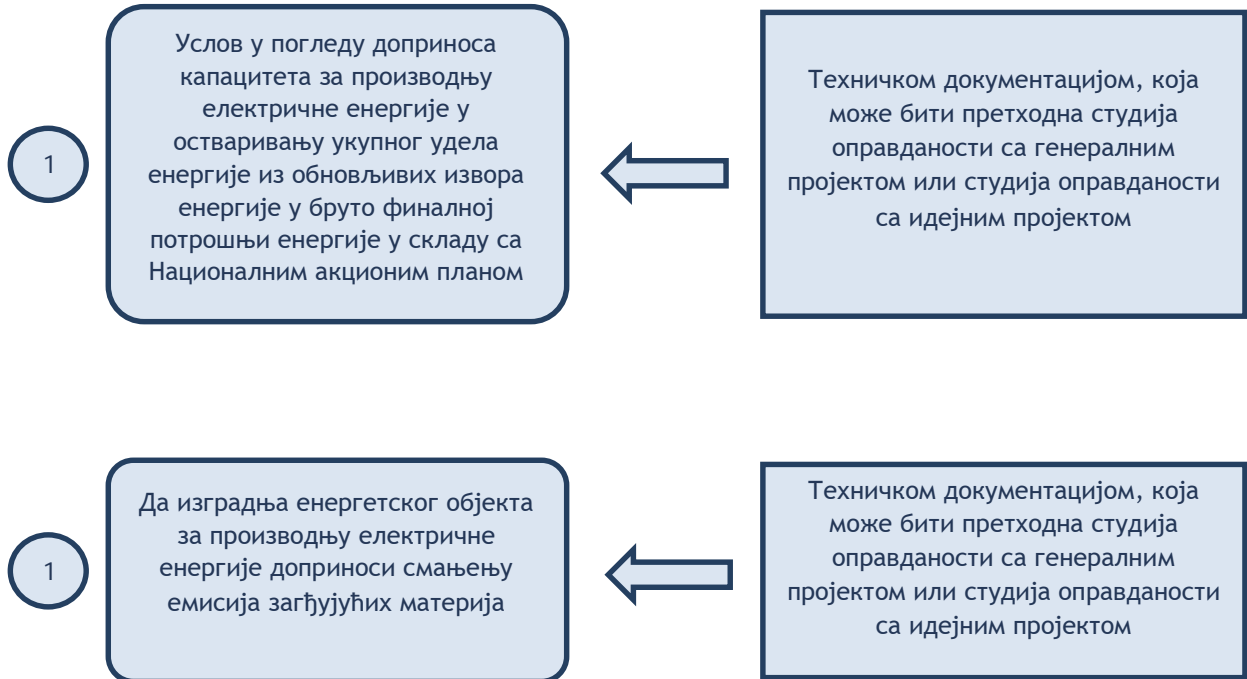 1
Услов у погледу доприноса
капацитета за производњу
електричне енергије у
остваривању укупног удела
енергије из обновљивих извора
енергије у бруто финалној
потрошњи енергије у складу са
Националним акционим планом
Техничком документацијом, која
може бити претходна студија
оправданости са генералним
пројектом или студија оправданости
са идејним пројектом
1
Да изградња енергетског објекта
за производњу електричне
енергије доприноси смањењу
емисија загђујућих материја
Техничком документацијом, која
може бити претходна студија
оправданости са генералним
пројектом или студија оправданости
са идејним пројектом